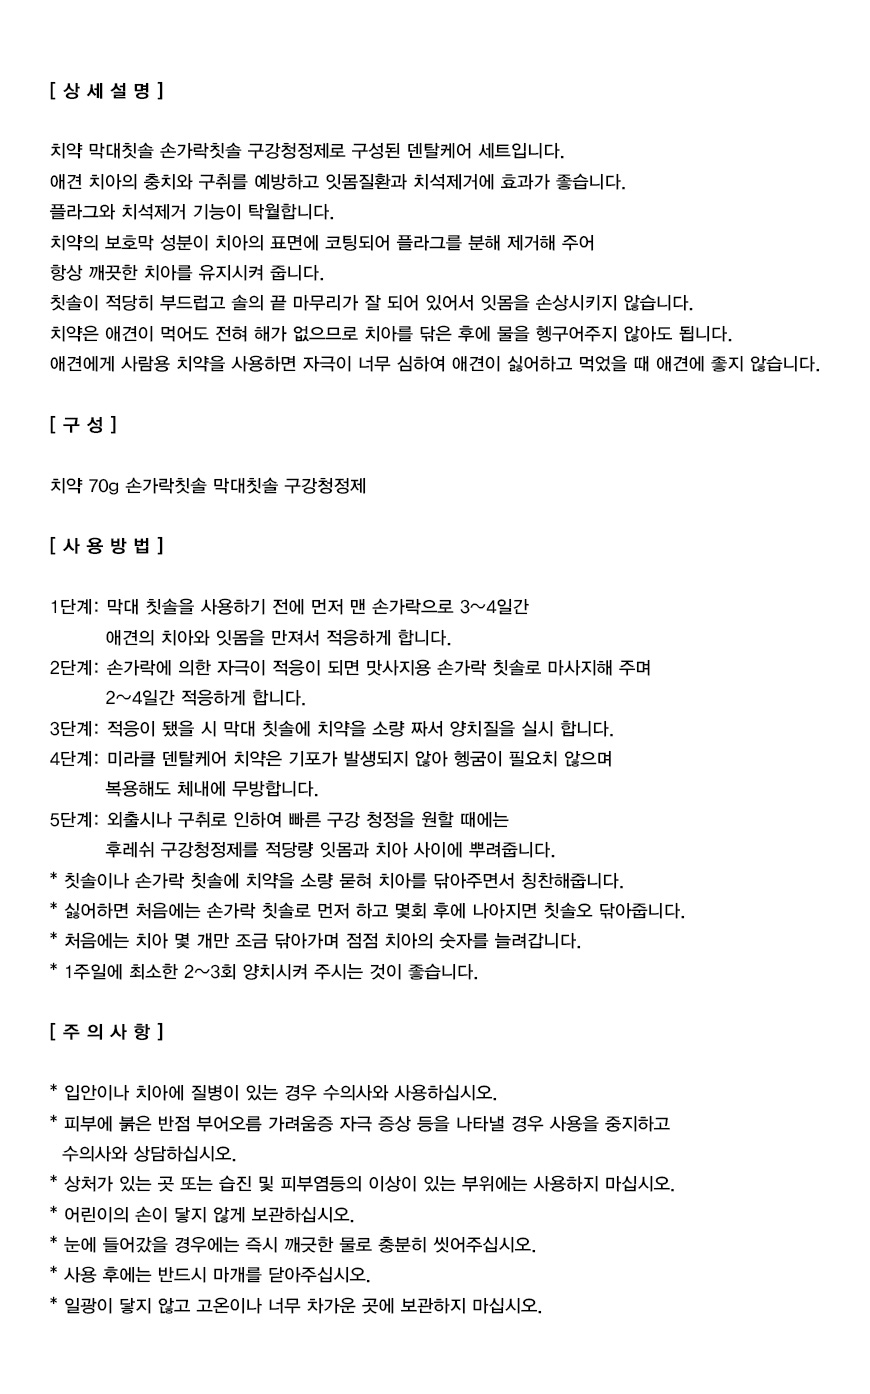 [ 상 세 설 명 ]
치약 막대칫솔 손가락칫솔 구강청정제로 구성된 덴탈케어 세트입니다.
애견 치아의 충치와 구취를 예방하고 잇몸질환과 치석제거에 효과가 좋습니다.
플라그와 치석제거 기능이 탁월합니다.
치약의 보호막 성분이 치아의 표면에 코팅되어 플라그를 분해 제거해 주어
항상 깨끗한 치아를 유지시켜 줍니다.
칫솔이 적당히 부드럽고 솔의 끝 마무리가 잘 되어 있어서 잇몸을 손상시키지 않습니다.
치약은 애견이 먹어도 전혀 해가 없으므로 치아를 닦은 후에 물을 헹구어주지 않아도 됩니다.
애견에게 사람용 치약을 사용하면 자극이 너무 심하여 애견이 싫어하고 먹었을 때 애견에 좋지 않습니다.
[ 구 성 ]
치약 70g 손가락칫솔 막대칫솔 구강청정제
[ 사 용 방 법 ]
1단계: 막대 칫솔을 사용하기 전에 먼저 맨 손가락으로 3~4일간
애견의 치아와 잇몸을 만져서 적응하게 합니다.
2단계: 손가락에 의한 자극이 적응이 되면 맛사지용 손가락 칫솔로 마사지해 주며
2~4일간 적응하게 합니다.
3단계: 적응이 됐을 시 막대 칫솔에 치약을 소량 짜서 양치질을 실시 합니다.
4단계: 미라클 덴탈케어 치약은 기포가 발생되지 않아 헹굼이 필요치 않으며
복용해도 체내에 무방합니다.
5단계: 외출시나 구취로 인하여 빠른 구강 청정을 원할 때에는
후레쉬 구강청정제를 적당량 잇몸과 치아 사이에 뿌려줍니다.
* 칫솔이나 손가락 칫솔에 치약을 소량 묻혀 치아를 닦아주면서 칭찬해줍니다.
* 싫어하면 처음에는 손가락 칫솔로 먼저 하고 몇회 후에 나아지면 칫솔오 닦아줍니다.
* 처음에는 치아 몇 개만 조금 닦아가며 점점 치아의 숫자를 늘려갑니다.
* 1주일에 최소한 2~3회 양치시켜 주시는 것이 좋습니다.
[ 주 의 사 항 ]
* 입안이나 치아에 질병이 있는 경우 수의사와 사용하십시오.
* 피부에 붉은 반점 부어오름 가려움증 자극 증상 등을 나타낼 경우 사용을 중지하고
수의사와 상담하십시오.
* 상처가 있는 곳 또는 습진 및 피부염등의 이상이 있는 부위에는 사용하지 마십시오.
* 어린이의 손이 닿지 않게 보관하십시오.
* 눈에 들어갔을 경우에는 즉시 깨긋한 물로 충분히 씻어주십시오.
* 사용 후에는 반드시 마개를 닫아주십시오.
* 일광이 닿지 않고 고온이나 너무 차가운 곳에 보관하지 마십시오.